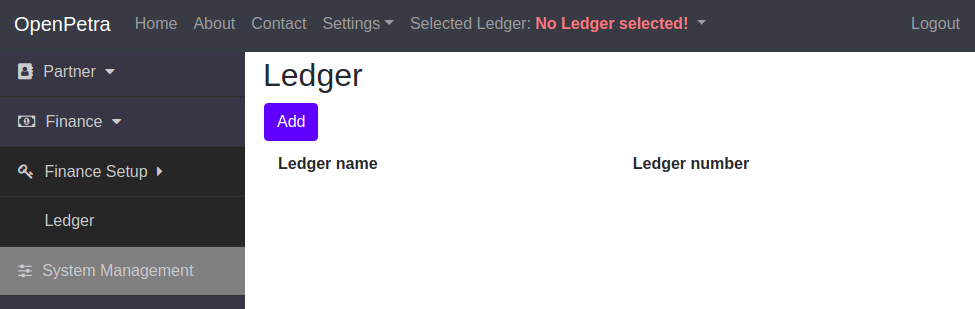 OpenPetra Home About Contact Settings Selected Ledger: No Ledger selected! Logout
Partner
Finance
Finance Setup
Ledger
System Management
Ledger
Add
Ledger name Ledger number